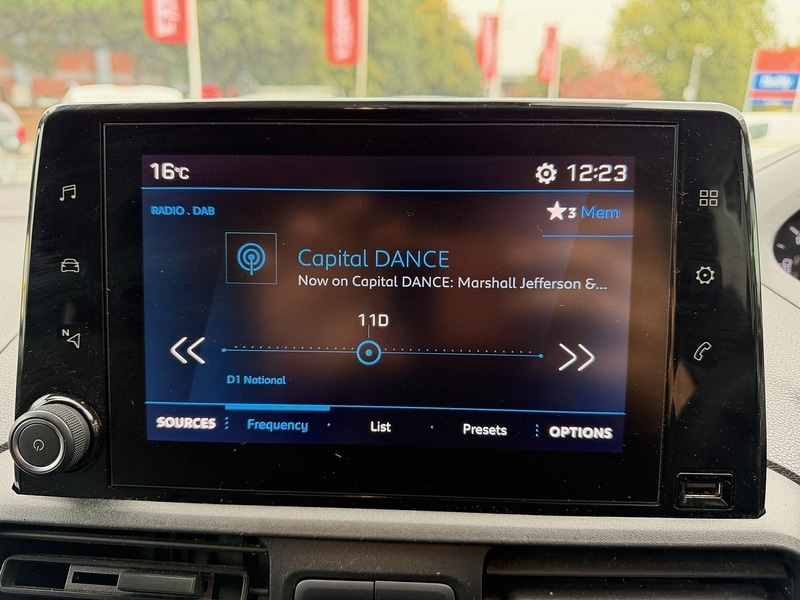 16°C 12:23
RADIO . DAB ★3 Mem
Capital DANCE
Now on Capital DANCE: Marshall Jefferson &...
11D
D1 National
SOURCES Frequency List Presets OPTIONS
N